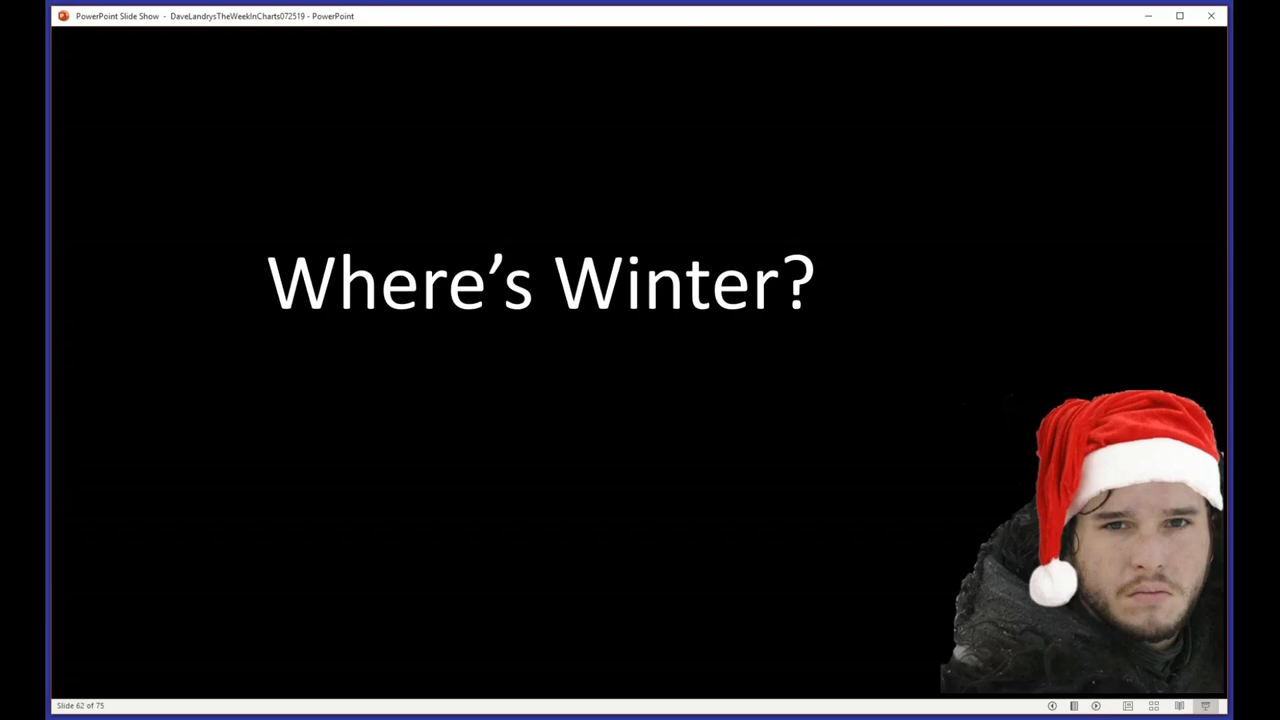 PowerPoint Slide Show - DaveLandrysTheWeekInCharts072519 - PowerPoint
Where's Winter?
Slide 62 of 75